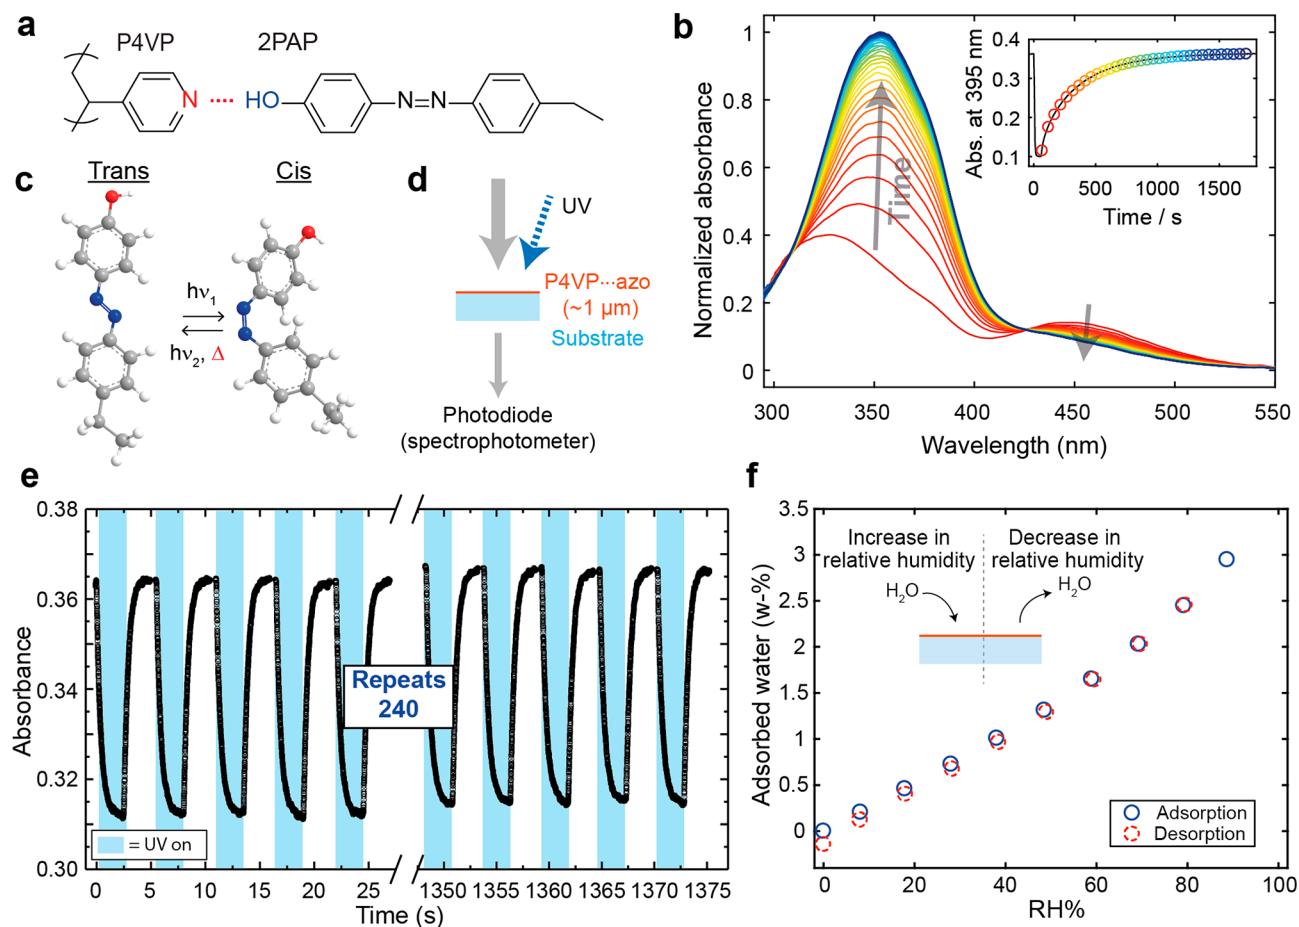 a
P4VP
2PAP
N
HO
N=N
b
Normalized absorbance
1
0.8
0.6
0.4
0.2
0
Time
300
350
400
450
500
550
Wavelength (nm)
Abs. at 395 nm
0.4
0.3
0.2
0.1
0
500
1000
1500
Time / s
c
Trans
Cis
hν1
hν2, Δ
d
UV
P4VP···azo
(~1 µm)
Substrate
Photodiode
(spectrophotometer)
e
Absorbance
0.38
0.36
0.34
0.32
0.30
Repeats
240
= UV on
0
5
10
15
20
25
1350
1355
1360
1365
1370
1375
Time (s)
f
Adsorbed water (w-%)
3.5
3
2.5
2
1.5
1
0.5
0
Increase in
relative humidity
H2O
Decrease in
relative humidity
H2O
Adsorption
Desorption
0
20
40
60
80
100
RH%